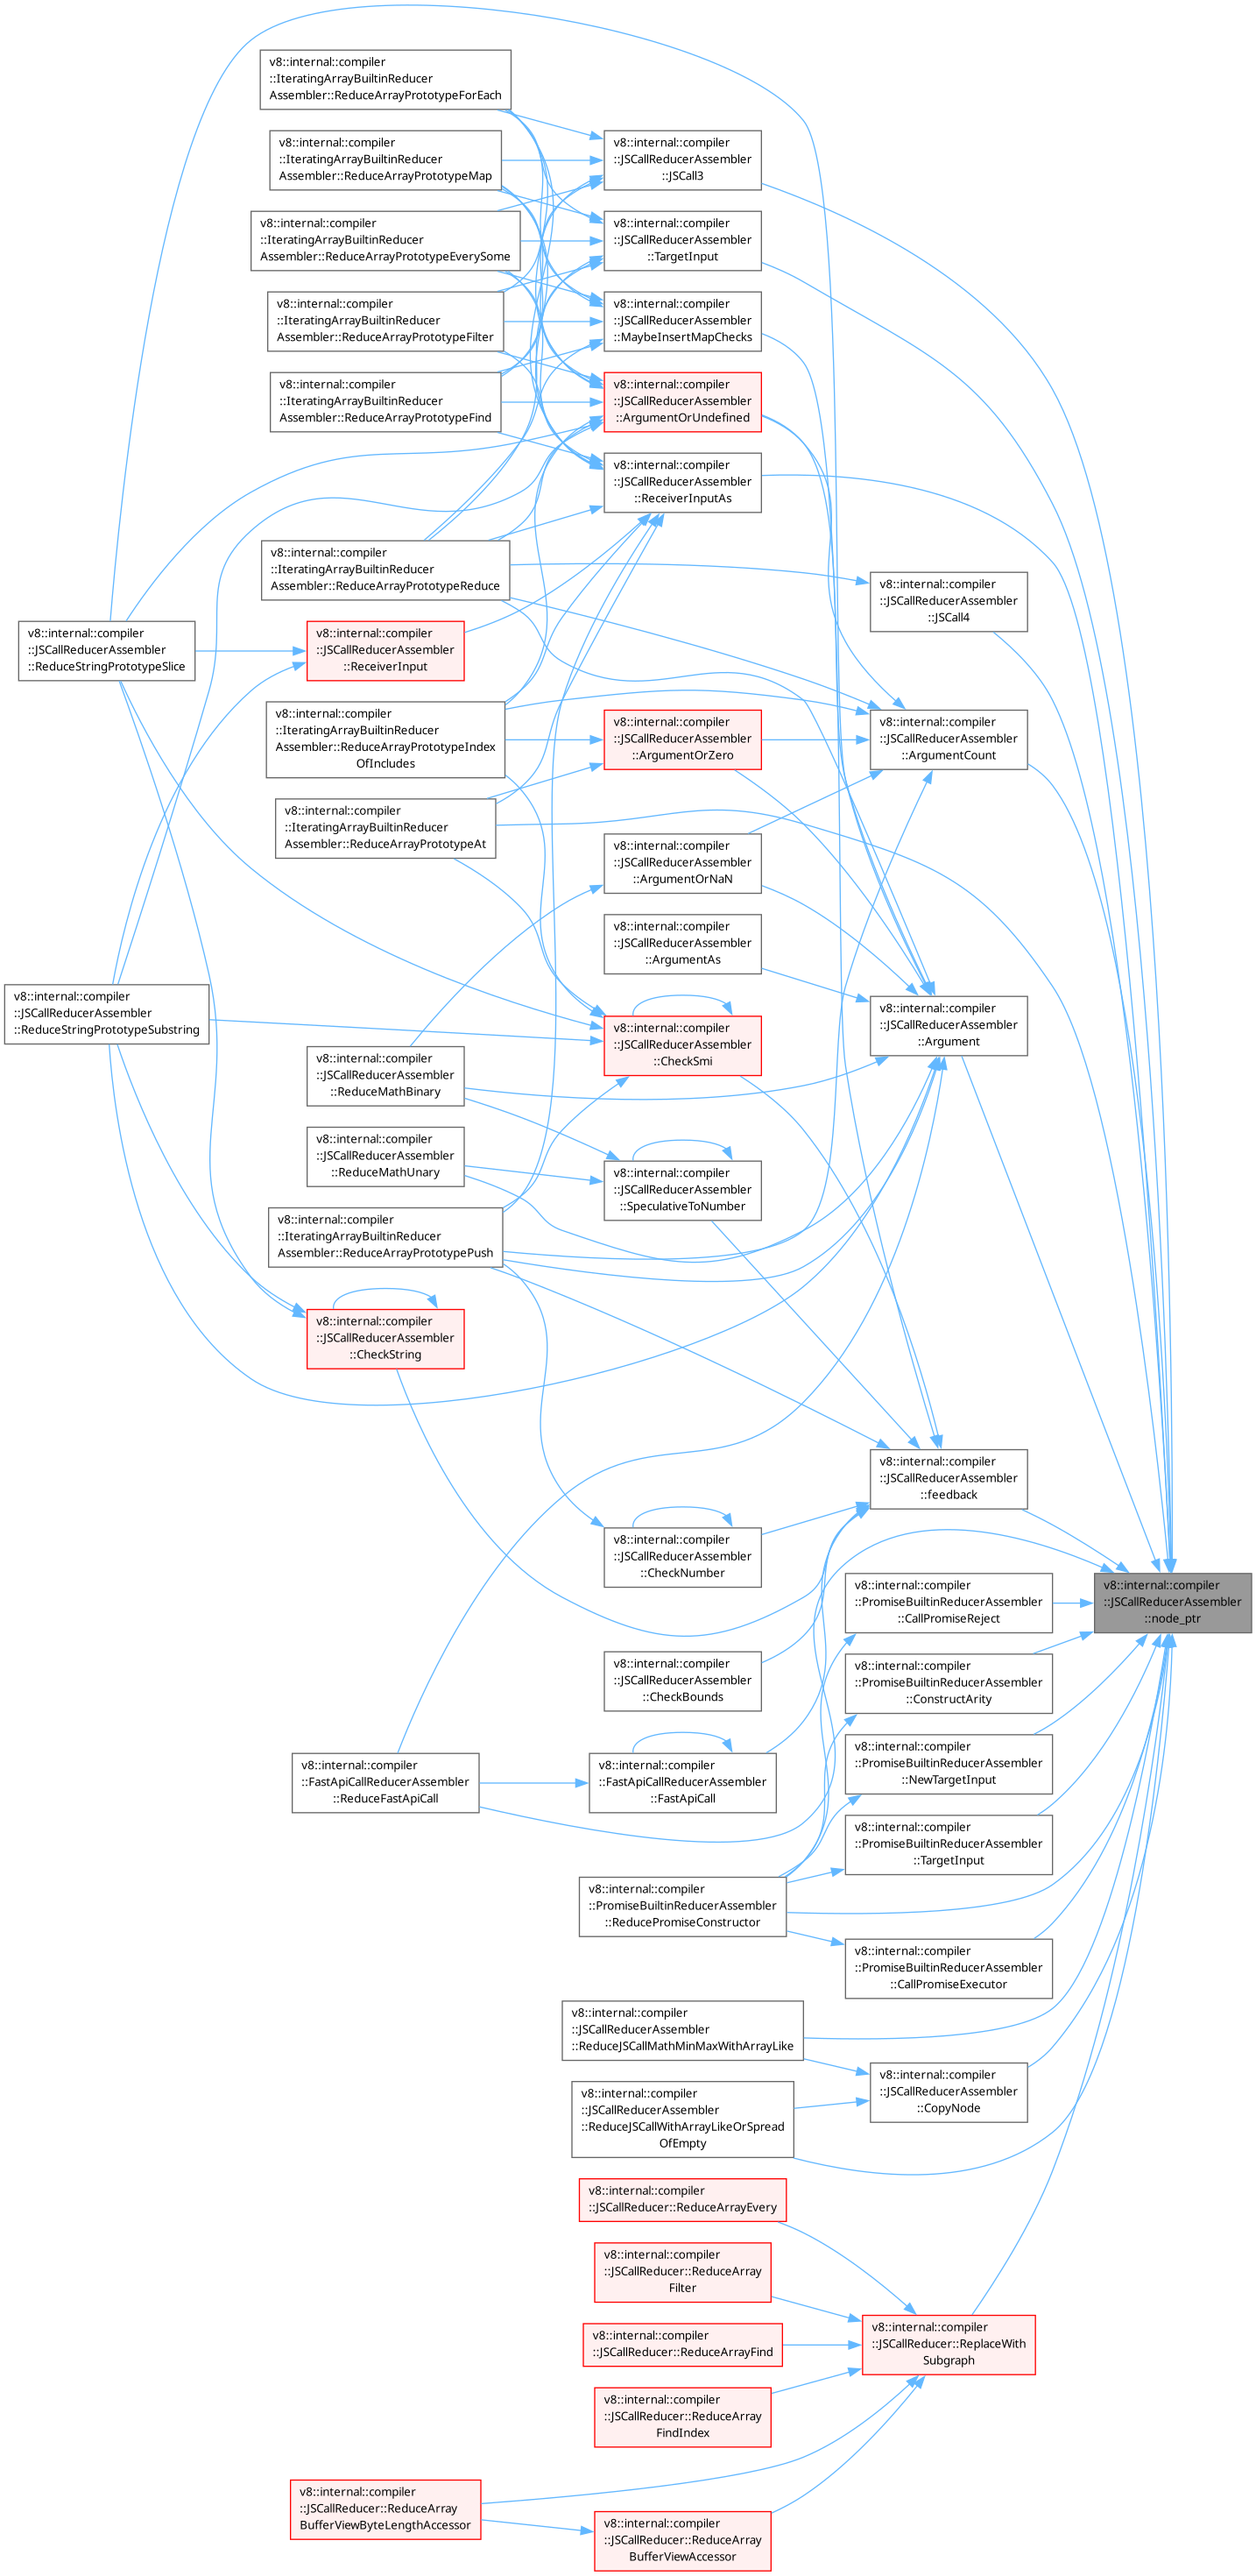 v8::internal::compiler
::IteratingArrayBuiltinReducer
Assembler::ReduceArrayPrototypeForEach
v8::internal::compiler
::IteratingArrayBuiltinReducer
Assembler::ReduceArrayPrototypeMap
v8::internal::compiler
::IteratingArrayBuiltinReducer
Assembler::ReduceArrayPrototypeEverySome
v8::internal::compiler
::IteratingArrayBuiltinReducer
Assembler::ReduceArrayPrototypeFilter
v8::internal::compiler
::IteratingArrayBuiltinReducer
Assembler::ReduceArrayPrototypeFind
v8::internal::compiler
::JSCallReducerAssembler
::JSCall3
v8::internal::compiler
::JSCallReducerAssembler
::TargetInput
v8::internal::compiler
::JSCallReducerAssembler
::MaybeInsertMapChecks
v8::internal::compiler
::JSCallReducerAssembler
::ArgumentOrUndefined
v8::internal::compiler
::JSCallReducerAssembler
::ReceiverInputAs
v8::internal::compiler
::IteratingArrayBuiltinReducer
Assembler::ReduceArrayPrototypeReduce
v8::internal::compiler
::JSCallReducerAssembler
::JSCall4
v8::internal::compiler
::JSCallReducerAssembler
::ReduceStringPrototypeSlice
v8::internal::compiler
::JSCallReducerAssembler
::ReceiverInput
v8::internal::compiler
::IteratingArrayBuiltinReducer
Assembler::ReduceArrayPrototypeIndex
OfIncludes
v8::internal::compiler
::JSCallReducerAssembler
::ArgumentOrZero
v8::internal::compiler
::JSCallReducerAssembler
::ArgumentCount
v8::internal::compiler
::IteratingArrayBuiltinReducer
Assembler::ReduceArrayPrototypeAt
v8::internal::compiler
::JSCallReducerAssembler
::ArgumentOrNaN
v8::internal::compiler
::JSCallReducerAssembler
::ArgumentAs
v8::internal::compiler
::JSCallReducerAssembler
::ReduceStringPrototypeSubstring
v8::internal::compiler
::JSCallReducerAssembler
::CheckSmi
v8::internal::compiler
::JSCallReducerAssembler
::Argument
v8::internal::compiler
::JSCallReducerAssembler
::ReduceMathBinary
v8::internal::compiler
::JSCallReducerAssembler
::ReduceMathUnary
v8::internal::compiler
::JSCallReducerAssembler
::SpeculativeToNumber
v8::internal::compiler
::IteratingArrayBuiltinReducer
Assembler::ReduceArrayPrototypePush
v8::internal::compiler
::JSCallReducerAssembler
::CheckString
v8::internal::compiler
::JSCallReducerAssembler
::feedback
v8::internal::compiler
::JSCallReducerAssembler
::CheckNumber
v8::internal::compiler
::PromiseBuiltinReducerAssembler
::CallPromiseReject
v8::internal::compiler
::JSCallReducerAssembler
::node_ptr
v8::internal::compiler
::JSCallReducerAssembler
::CheckBounds
v8::internal::compiler
::PromiseBuiltinReducerAssembler
::ConstructArity
v8::internal::compiler
::FastApiCallReducerAssembler
::ReduceFastApiCall
v8::internal::compiler
::FastApiCallReducerAssembler
::FastApiCall
v8::internal::compiler
::PromiseBuiltinReducerAssembler
::NewTargetInput
v8::internal::compiler
::PromiseBuiltinReducerAssembler
::TargetInput
v8::internal::compiler
::PromiseBuiltinReducerAssembler
::ReducePromiseConstructor
v8::internal::compiler
::PromiseBuiltinReducerAssembler
::CallPromiseExecutor
v8::internal::compiler
::JSCallReducerAssembler
::ReduceJSCallMathMinMaxWithArrayLike
v8::internal::compiler
::JSCallReducerAssembler
::CopyNode
v8::internal::compiler
::JSCallReducerAssembler
::ReduceJSCallWithArrayLikeOrSpread
OfEmpty
v8::internal::compiler
::JSCallReducer::ReduceArrayEvery
v8::internal::compiler
::JSCallReducer::ReduceArray
Filter
v8::internal::compiler
::JSCallReducer::ReduceArrayFind
v8::internal::compiler
::JSCallReducer::ReplaceWith
Subgraph
v8::internal::compiler
::JSCallReducer::ReduceArray
FindIndex
v8::internal::compiler
::JSCallReducer::ReduceArray
BufferViewByteLengthAccessor
v8::internal::compiler
::JSCallReducer::ReduceArray
BufferViewAccessor